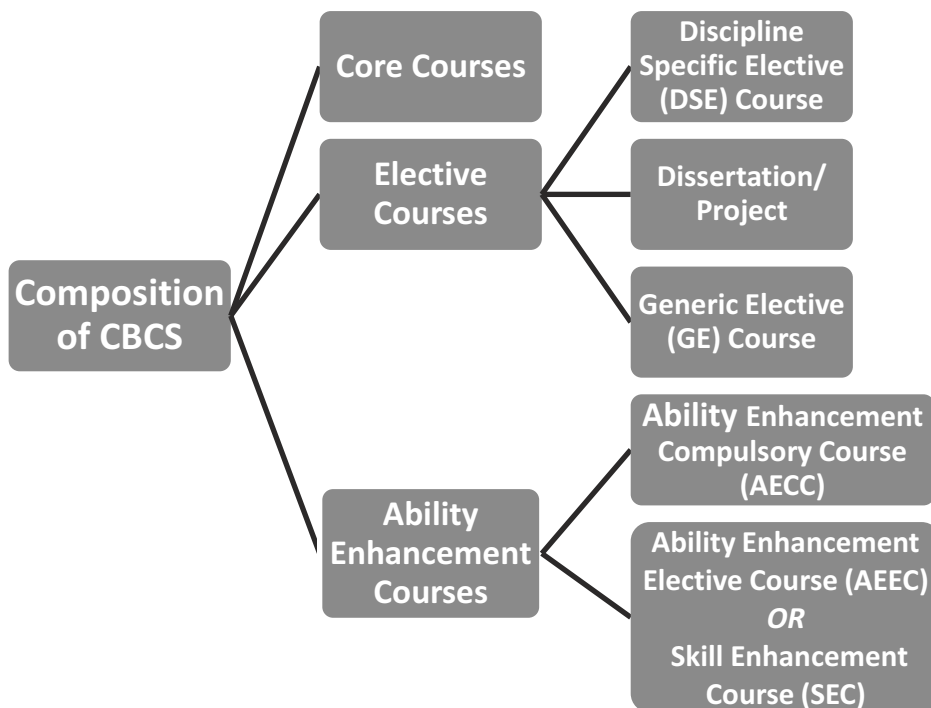 Composition
of CBCS
Core Courses
Elective
Courses
Discipline
Specific Elective
(DSE) Course
Dissertation/
Project
Generic Elective
(GE) Course
Ability
Enhancement
Courses
Ability Enhancement
Compulsory Course
(AECC)
Ability Enhancement
Elective Course (AEEC)
OR
Skill Enhancement
Course (SEC)